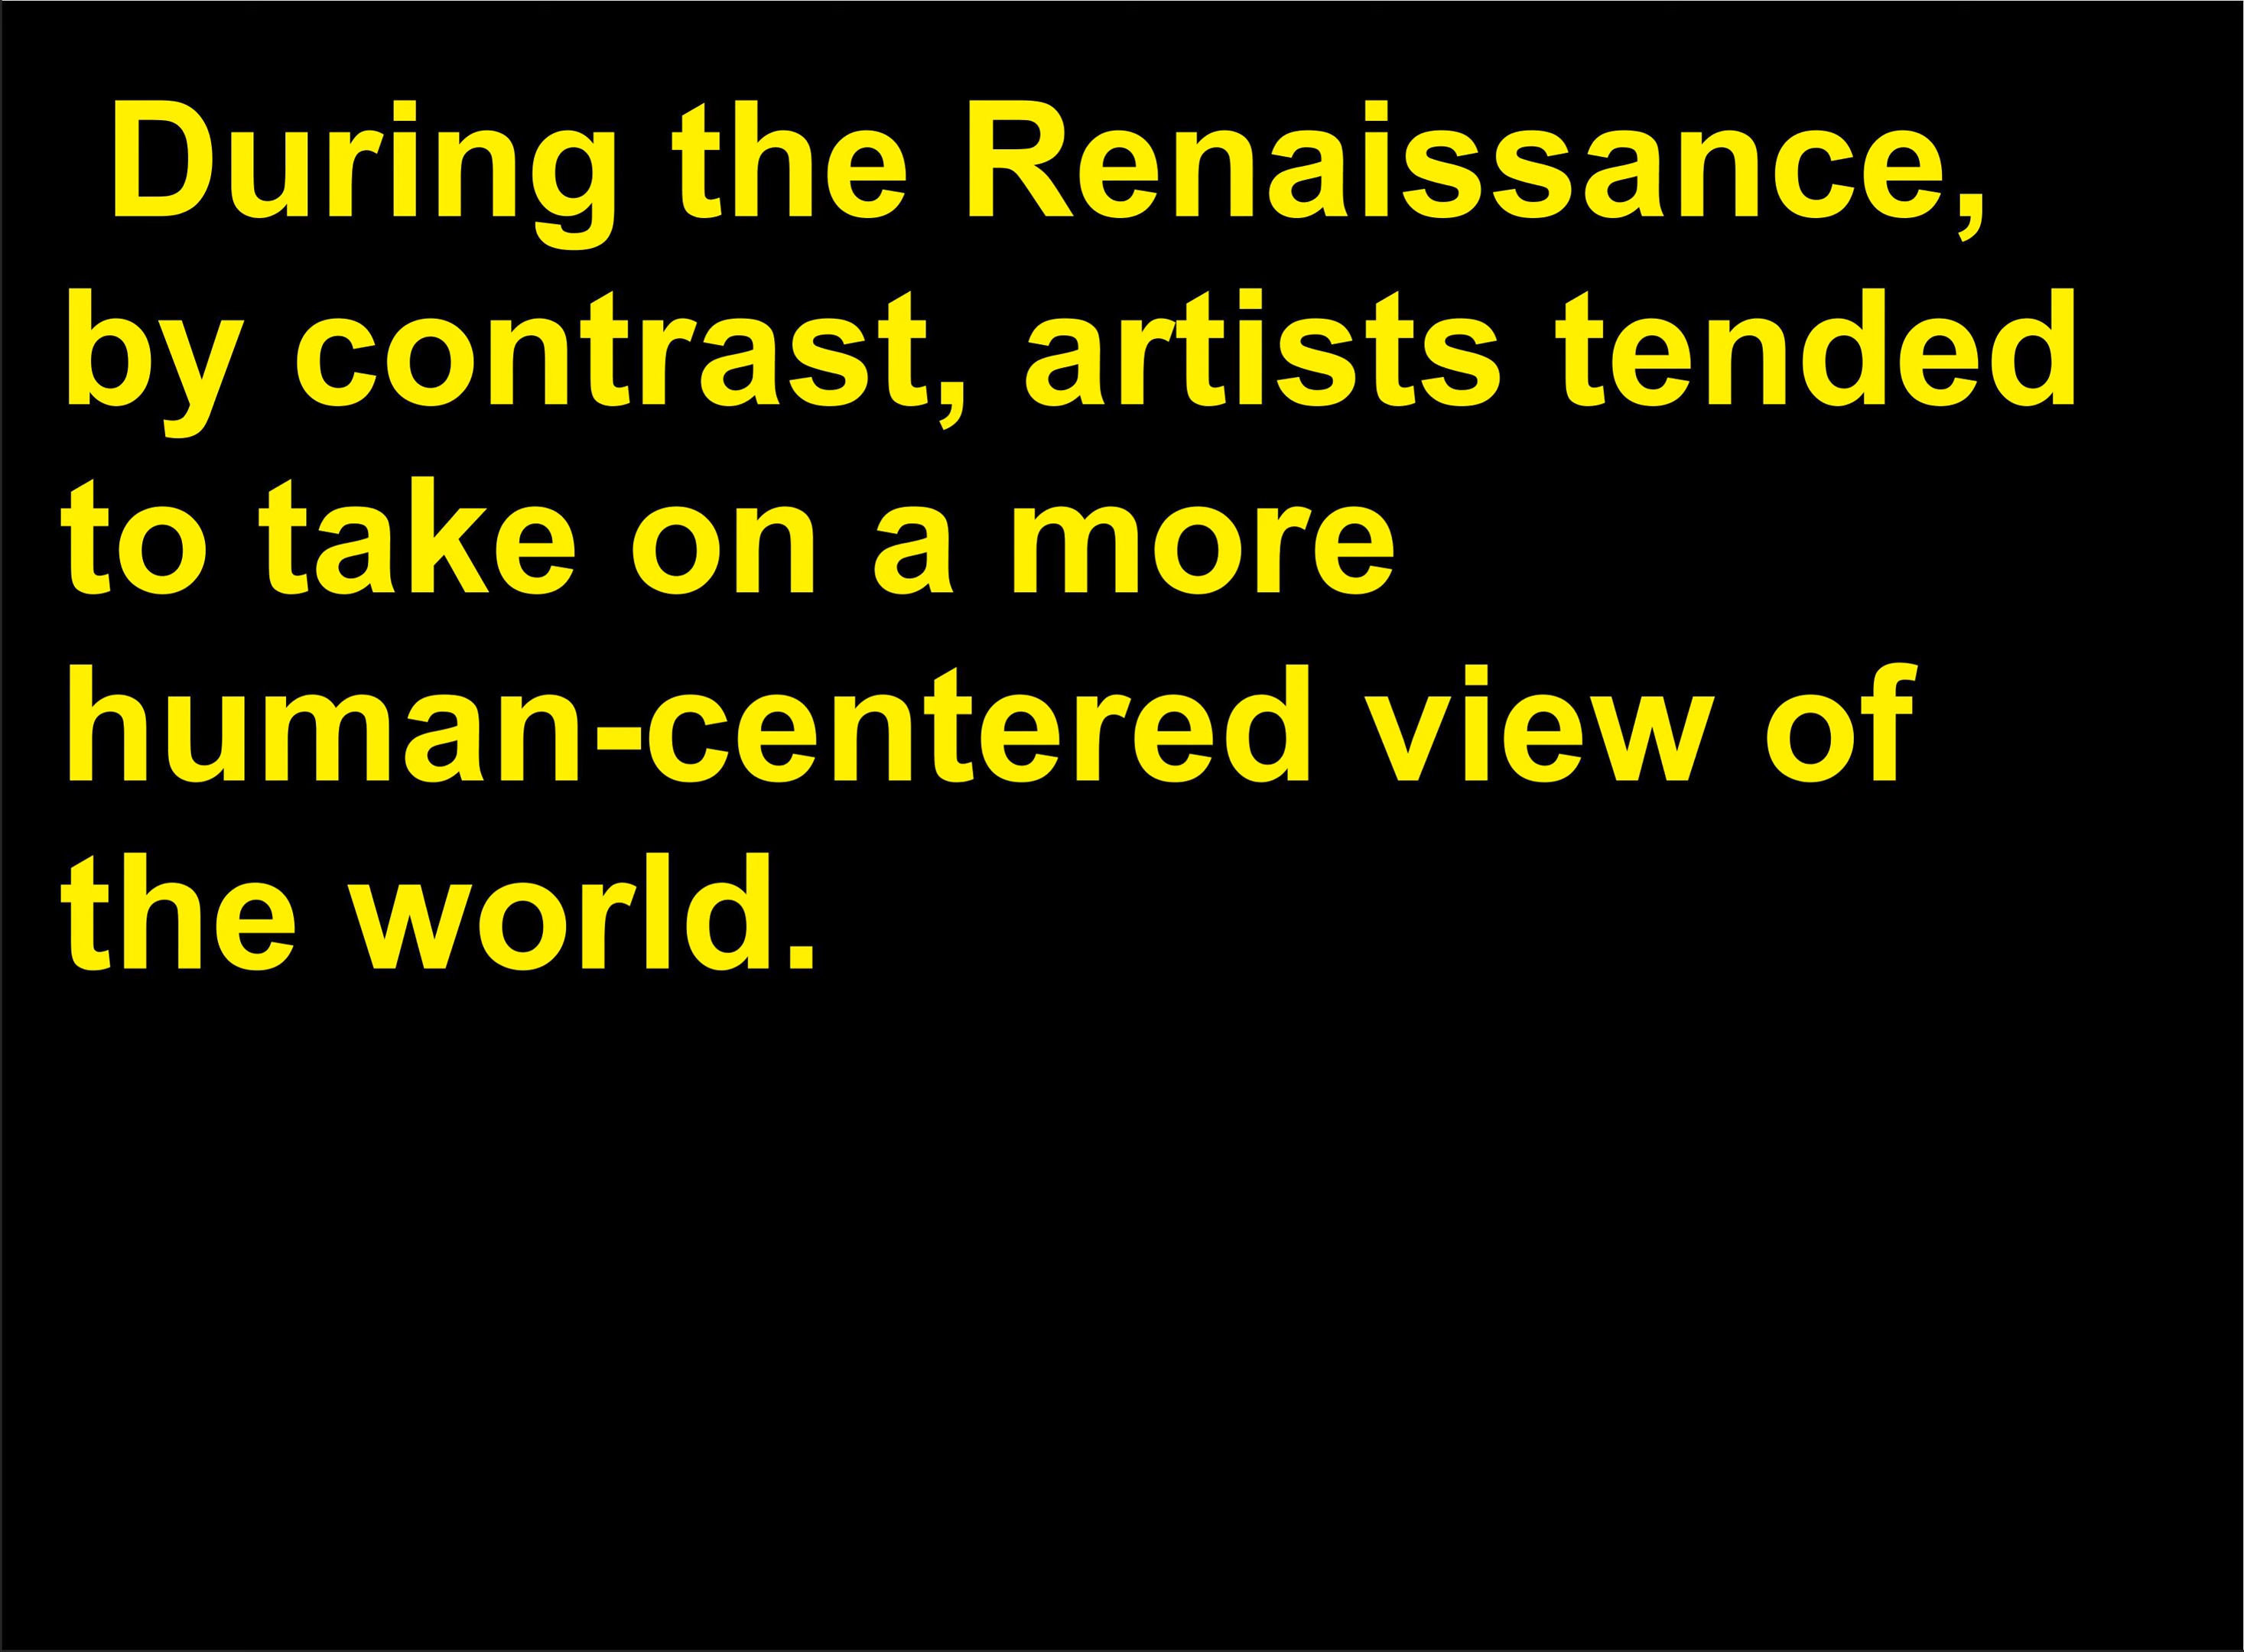 During the Renaissance,
by contrast, artists tended
to take on a more
human-centered view of
the world.